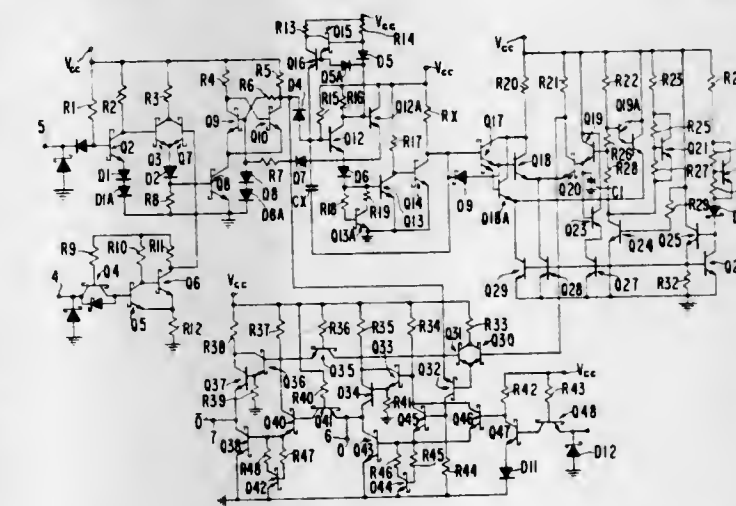 R13
Q15
Vcc
R14
Q16
D5A
D5
Vcc
R4
R5
R6
D4
R15
R16
Q12A
Vcc
RX
R20
R21
R22
R23
Vcc
R1
R2
R3
Q9
Q10
Q12
R17
Q17
Q19
Q19A
R25
R26
Q21
5
Q2
Q3
Q7
R7
D7
D6
Q14
Q18
Q20
C1
R28
R27
D1
D2
Q8
D8
CX
D9
Q18A
D1A
R8
D8A
R18
R19
Q13
Q13A
Q23
R29
Q24
Q25
R9
R10
R11
4
Q4
Q5
Q6
R12
Q29
Q28
Q27
R32
Vcc
R38
R37
R36
R35
R34
Q31
R33
Q30
Q37
Q36
Q35
Q33
Q32
Vcc
R39
R40
Q34
R41
R42
R43
Q40
Q41
Q45
Q46
Q47
Q48
7
Q38
6
Q43
R48
R47
R46
R45
R44
D11
D12
Q42
Q44